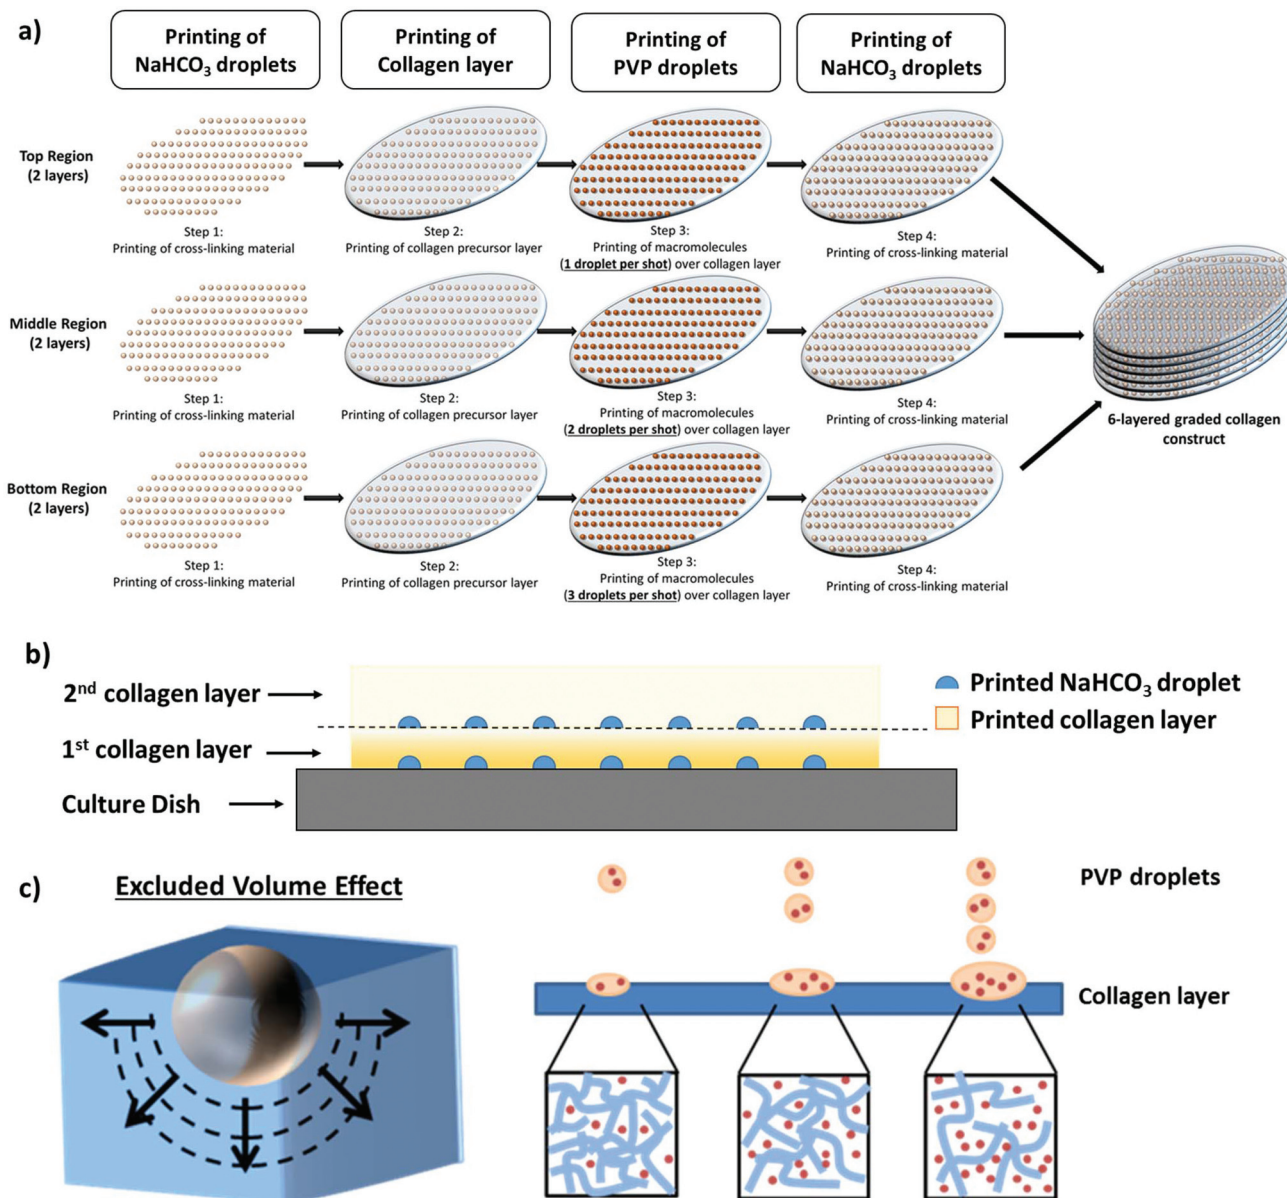 a)
Printing of
NaHCO₃ droplets
Printing of
Collagen layer
Printing of
PVP droplets
Printing of
NaHCO₃ droplets
Top Region
(2 layers)
Step 1:
Printing of cross-linking material
Step 2:
Printing of collagen precursor layer
Step 3:
Printing of macromolecules
(1 droplet per shot) over collagen layer
Step 4:
Printing of cross-linking material
Middle Region
(2 layers)
Step 1:
Printing of cross-linking material
Step 2:
Printing of collagen precursor layer
Step 3:
Printing of macromolecules
(2 droplets per shot) over collagen layer
Step 4:
Printing of cross-linking material
6-layered graded collagen
construct
Bottom Region
(2 layers)
Step 1:
Printing of cross-linking material
Step 2:
Printing of collagen precursor layer
Step 3:
Printing of macromolecules
(3 droplets per shot) over collagen layer
Step 4:
Printing of cross-linking material
b)
2nd collagen layer
1st collagen layer
Culture Dish
Printed NaHCO₃ droplet
Printed collagen layer
c)
Excluded Volume Effect
PVP droplets
Collagen layer